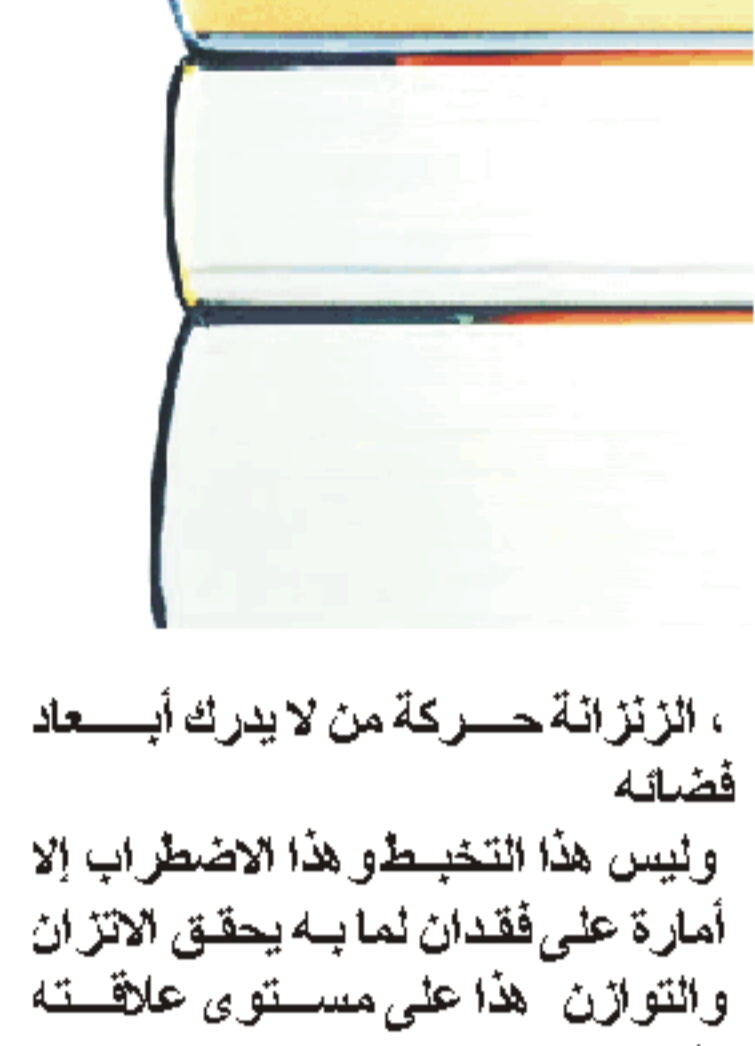 ، الزنزانة حركة من لا يدرك أبعاد
فضائه
وليس هذا التخبط وهذا الاضطراب إلا
أمارة على فقدان لما به يحقق الاتزان
والتوازن هذا على مستوى علاقته